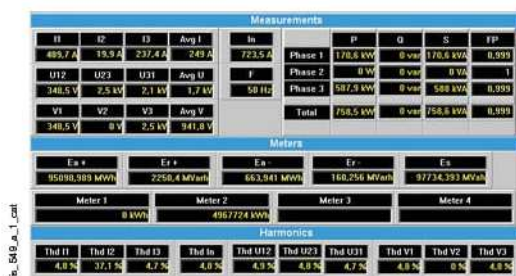 Measurements
I1 I2 I3 Avg I In P Q S FP
409,7 A 19,9 A 237,4 A 249 A 723,5 A Phase 1 170,6 kW 0 var 170,6 kVA 0,999
U12 U23 U31 Avg U F Phase 2 0 W 0 var 0 VA 1
348,5 V 2,5 kV 2,1 kV 1,7 kV 50 Hz Phase 3 587,9 kW 0 var 588 kVA 0,999
V1 V2 V3 Avg V Total 758,5 kW 0 var 758,6 kVA 0,999
348,5 V 0 V 2,5 kV 941,8 V
Meters
Ea + Er + Ea - Er - Es
95098,989 MWh 2250,4 MVarh 663,941 MWh 160,256 MVarh 97734,393 MVAh
Meter 1 Meter 2 Meter 3 Meter 4
0 kWh 4967724 kWh
Harmonics
Thd I1 Thd I2 Thd I3 Thd In Thd U12 Thd U23 Thd U31 Thd V1 Thd V2 Thd V3
4,8 % 37,1 % 4,7 % 4,8 % 4,9 % 4,8 % 4,7 % 4,8 % 0 % 4,8 %
is_549_a_1_cat